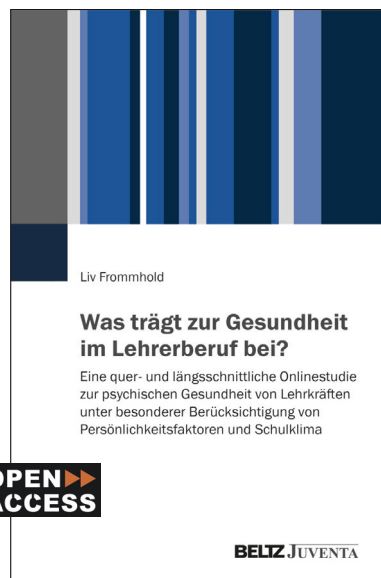 Liv Frommhold
Was trägt zur Gesundheit
im Lehrerberuf bei?
Eine quer- und längsschnittliche Onlinestudie
zur psychischen Gesundheit von Lehrkräften
unter besonderer Berücksichtigung von
Persönlichkeitsfaktoren und Schulklima
OPEN
ACCESS
BELTZ JUVENTA